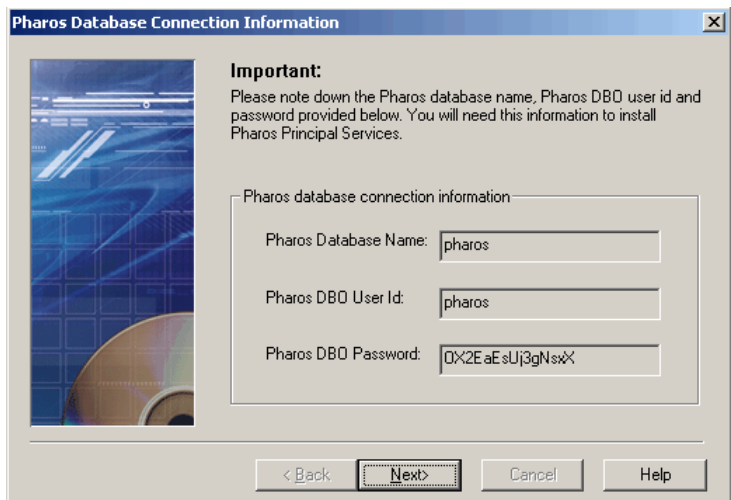 Pharos Database Connection Information
Important:
Please note down the Pharos database name, Pharos DBO user id and
password provided below. You will need this information to install
Pharos Principal Services.
Pharos database connection information
Pharos Database Name: pharos
Pharos DBO User Id: pharos
Pharos DBO Password: OX2EaEsUj3gNsxX
< Back Next> Cancel Help